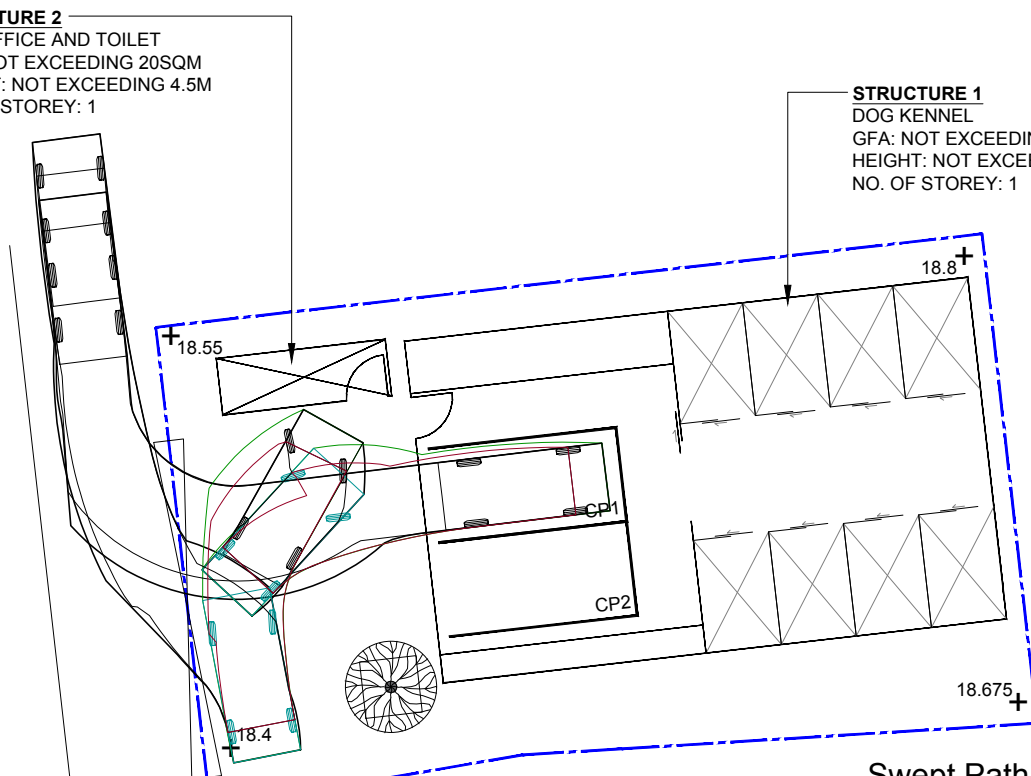 TURE 2
FFICE AND TOILET
OT EXCEEDING 20SQM
: NOT EXCEEDING 4.5M
STOREY: 1
STRUCTURE 1
DOG KENNEL
GFA: NOT EXCEEDIN
HEIGHT: NOT EXCEE
NO. OF STOREY: 1
18.8
18.55
CP1
CP2
18.675
18.4
Swept Path